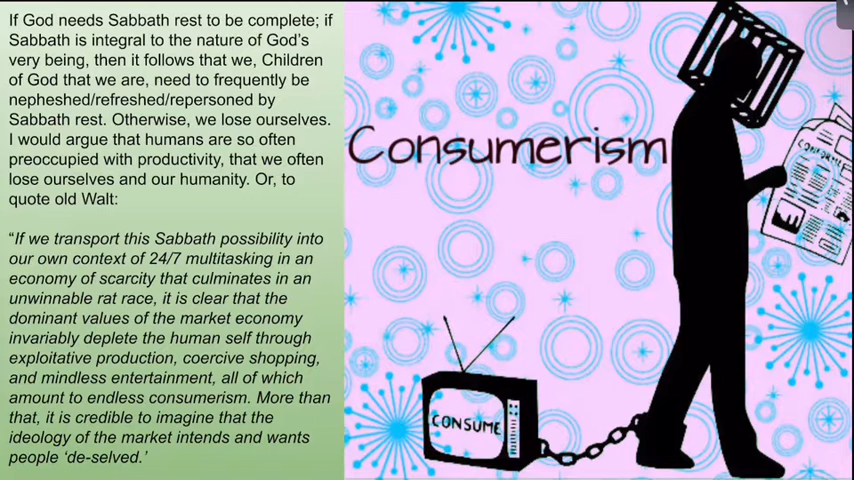 If God needs Sabbath rest to be complete; if
Sabbath is integral to the nature of God's
very being, then it follows that we, Children
of God that we are, need to frequently be
nepheshed/refreshed/repersoned by
Sabbath rest. Otherwise, we lose ourselves.
I would argue that humans are so often
preoccupied with productivity, that we often
lose ourselves and our humanity. Or, to
quote old Walt:
“If we transport this Sabbath possibility into
our own context of 24/7 multitasking in an
economy of scarcity that culminates in an
unwinnable rat race, it is clear that the
dominant values of the market economy
invariably deplete the human self through
exploitative production, coercive shopping,
and mindless entertainment, all of which
amount to endless consumerism. More than
that, it is credible to imagine that the
ideology of the market intends and wants
people ‘de-selved.’
Consumerism
CONFORM
CONSUME